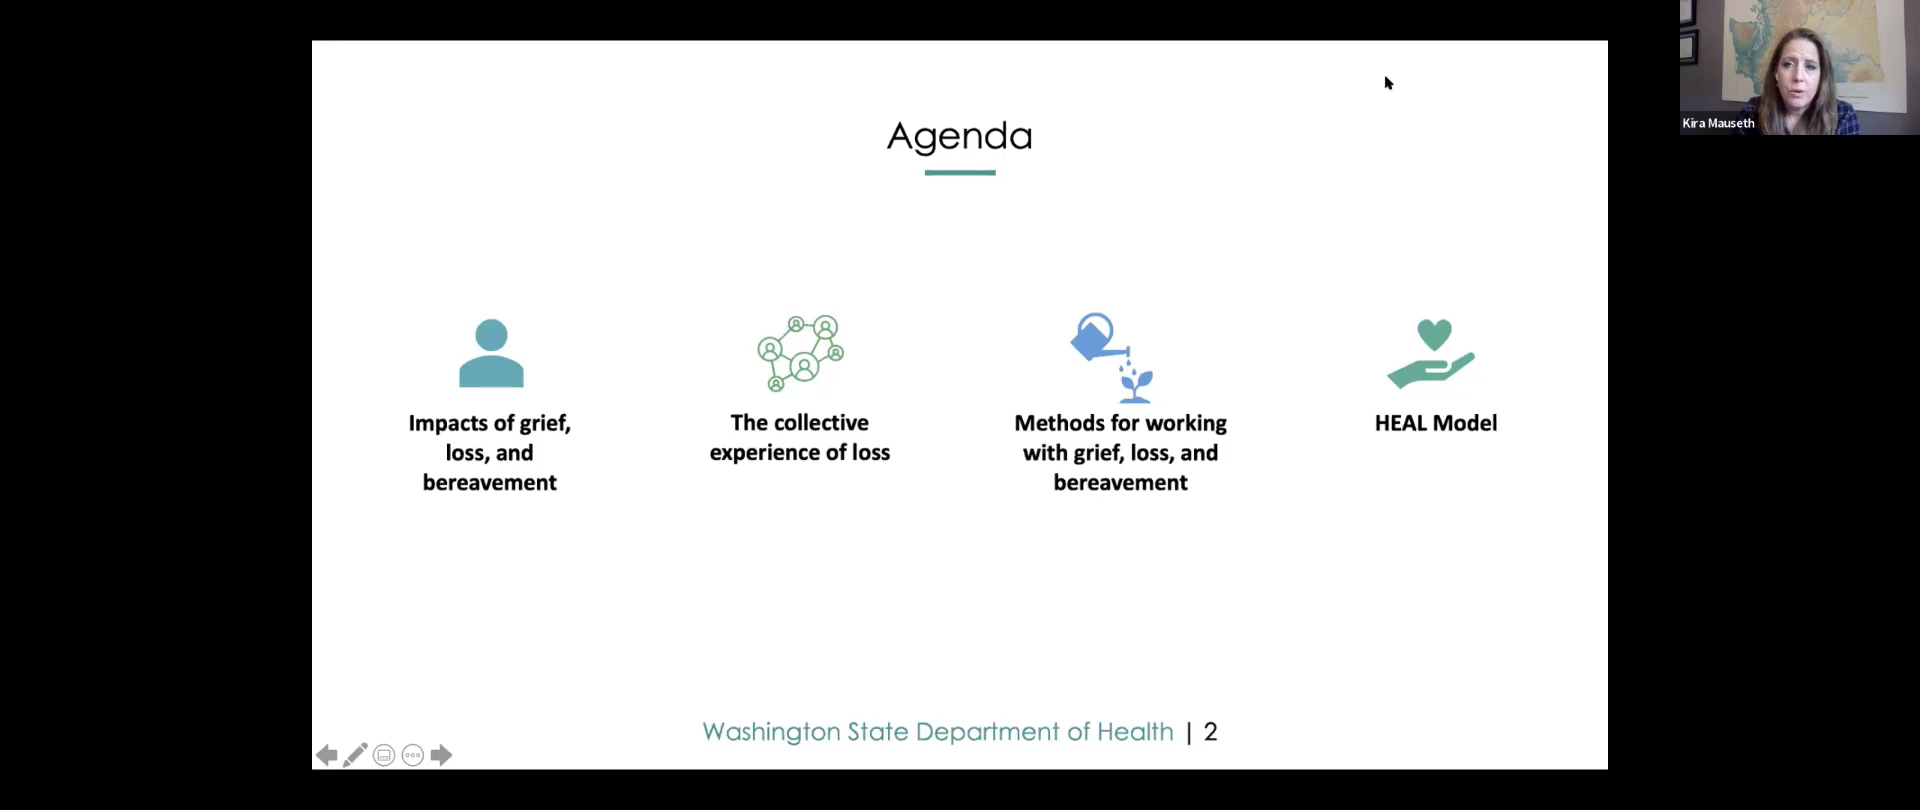 Agenda
Impacts of grief,
loss, and
bereavement
The collective
experience of loss
Methods for working
with grief, loss, and
bereavement
HEAL Model
Washington State Department of Health | 2
Kira Mauseth